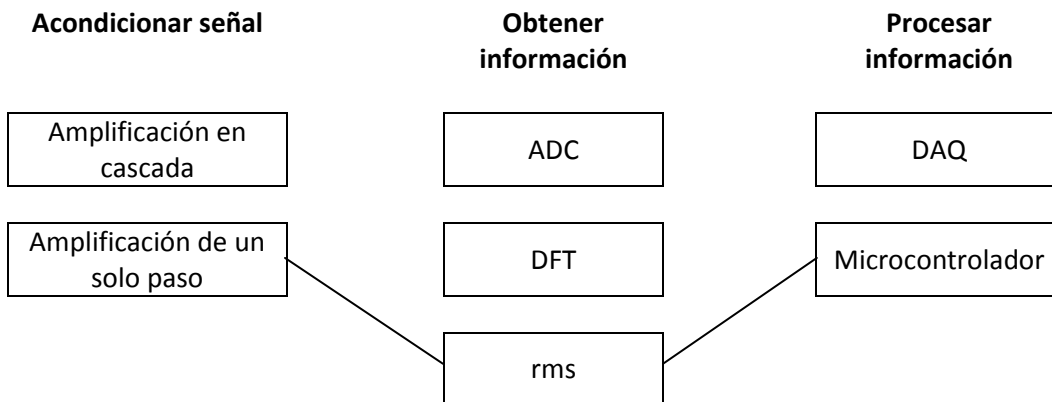 Acondicionar señal
Obtener
información
Procesar
información
Amplificación en
cascada
ADC
DAQ
Amplificación de un
solo paso
DFT
Microcontrolador
rms